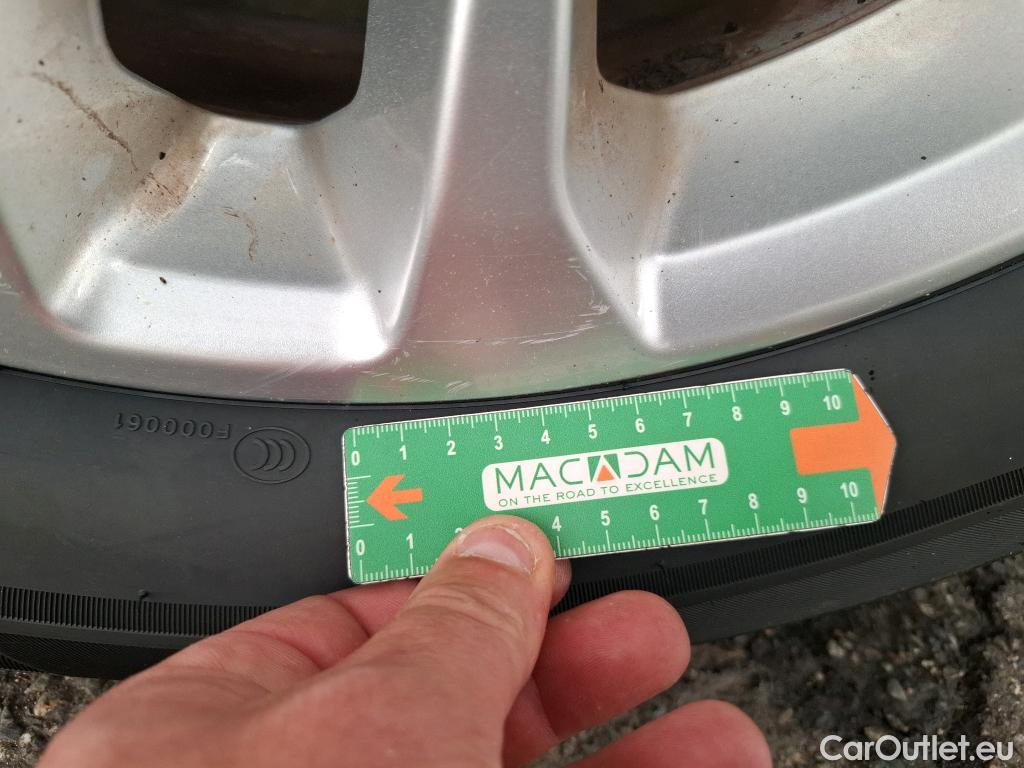 F000061
0 1 2 3 4 5 6 7 8 9 10
MACADAM
ON THE ROAD TO EXCELLENCE
0 1 4 5 6 7 8 9 10
CarOutlet.eu